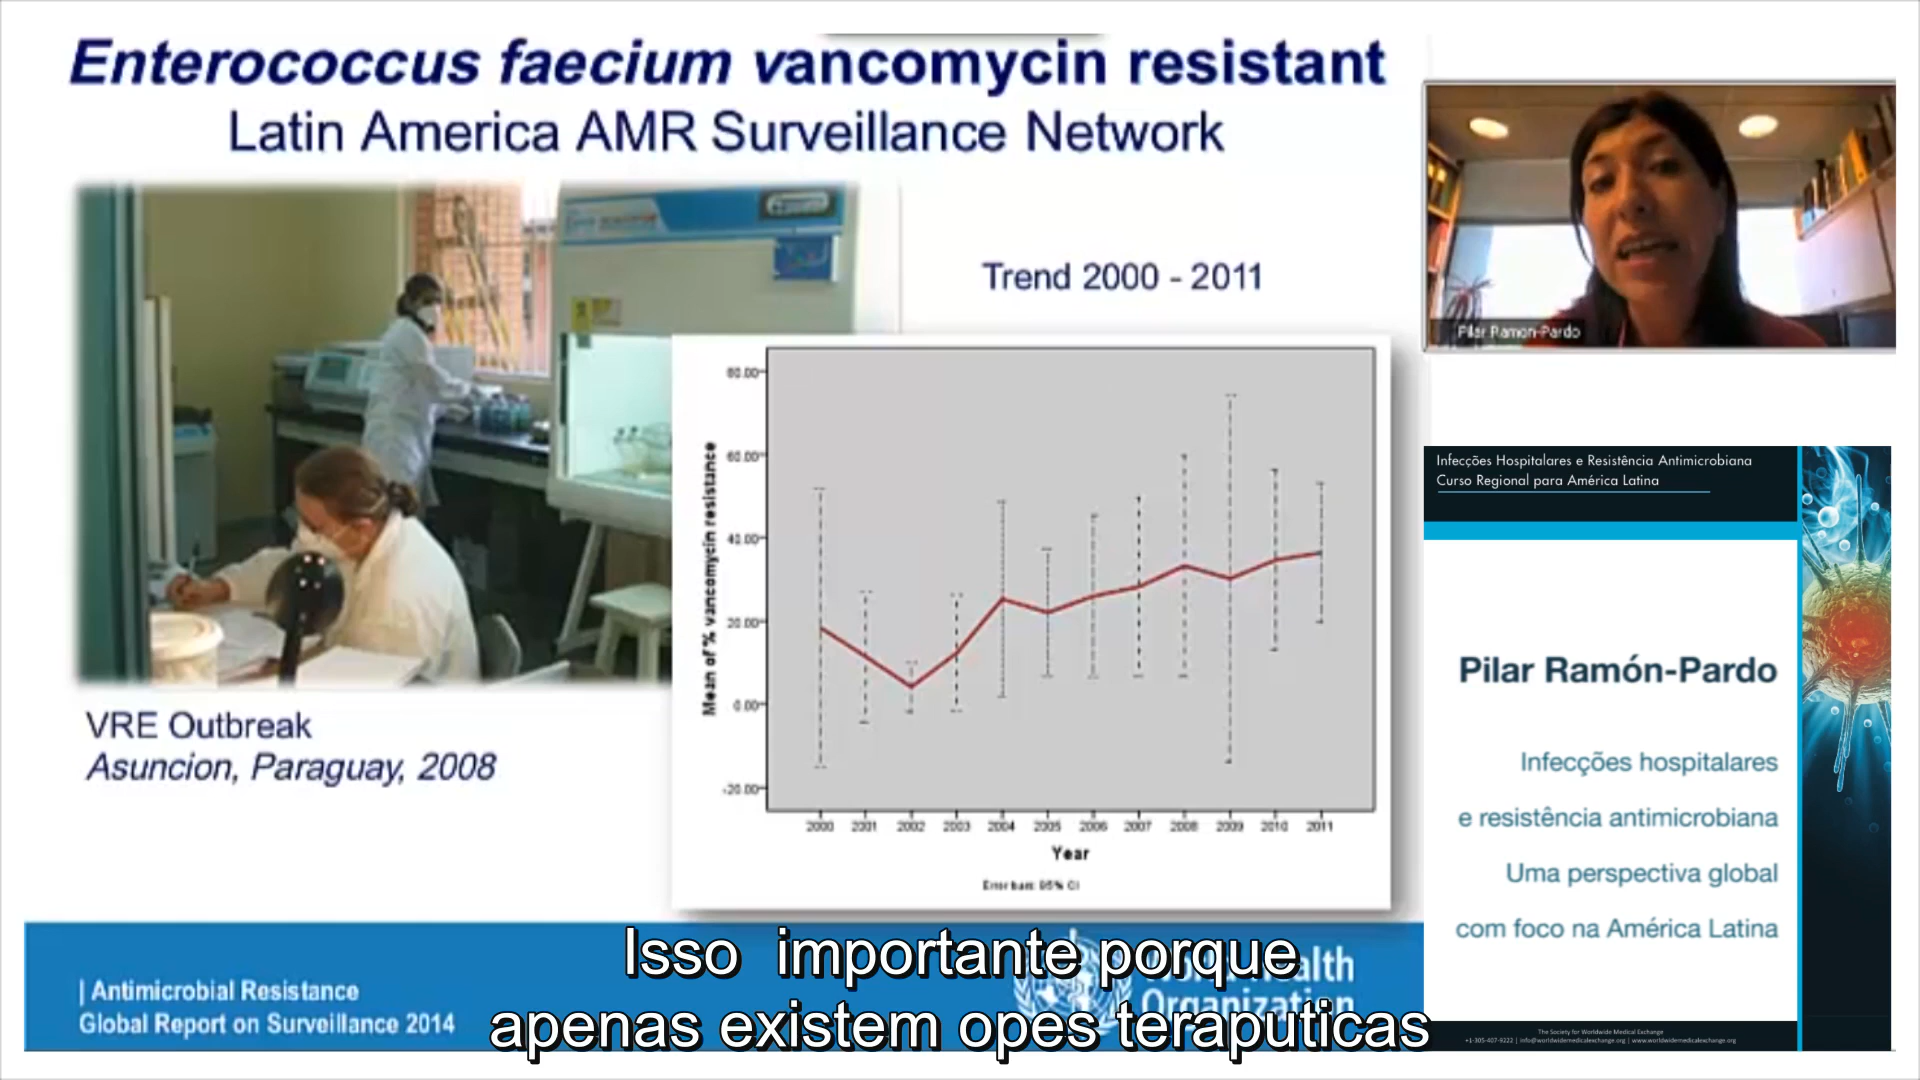 Enterococcus faecium vancomycin resistant
Latin America AMR Surveillance Network
Trend 2000 - 2011
Pilar Ramon-Pardo
VRE Outbreak
Asuncion, Paraguay, 2008
Mean of % vancomycin resistance
80.00
60.00
40.00
20.00
0.00
-20.00
2000 2001 2002 2003 2004 2005 2006 2007 2008 2009 2010 2011
Year
Error bars: 95% CI
| Antimicrobial Resistance
Global Report on Surveillance 2014
World Health
Organization
Isso  importante porque
apenas existem opes teraputicas
Infecções Hospitalares e Resistência Antimicrobiana
Curso Regional para América Latina
Pilar Ramón-Pardo
Infecções hospitalares
e resistência antimicrobiana
Uma perspectiva global
com foco na América Latina
The Society for Worldwide Medical Exchange
+1-305-407-9222 | info@worldwidemedicalexchange.org | www.worldwidemedicalexchange.org